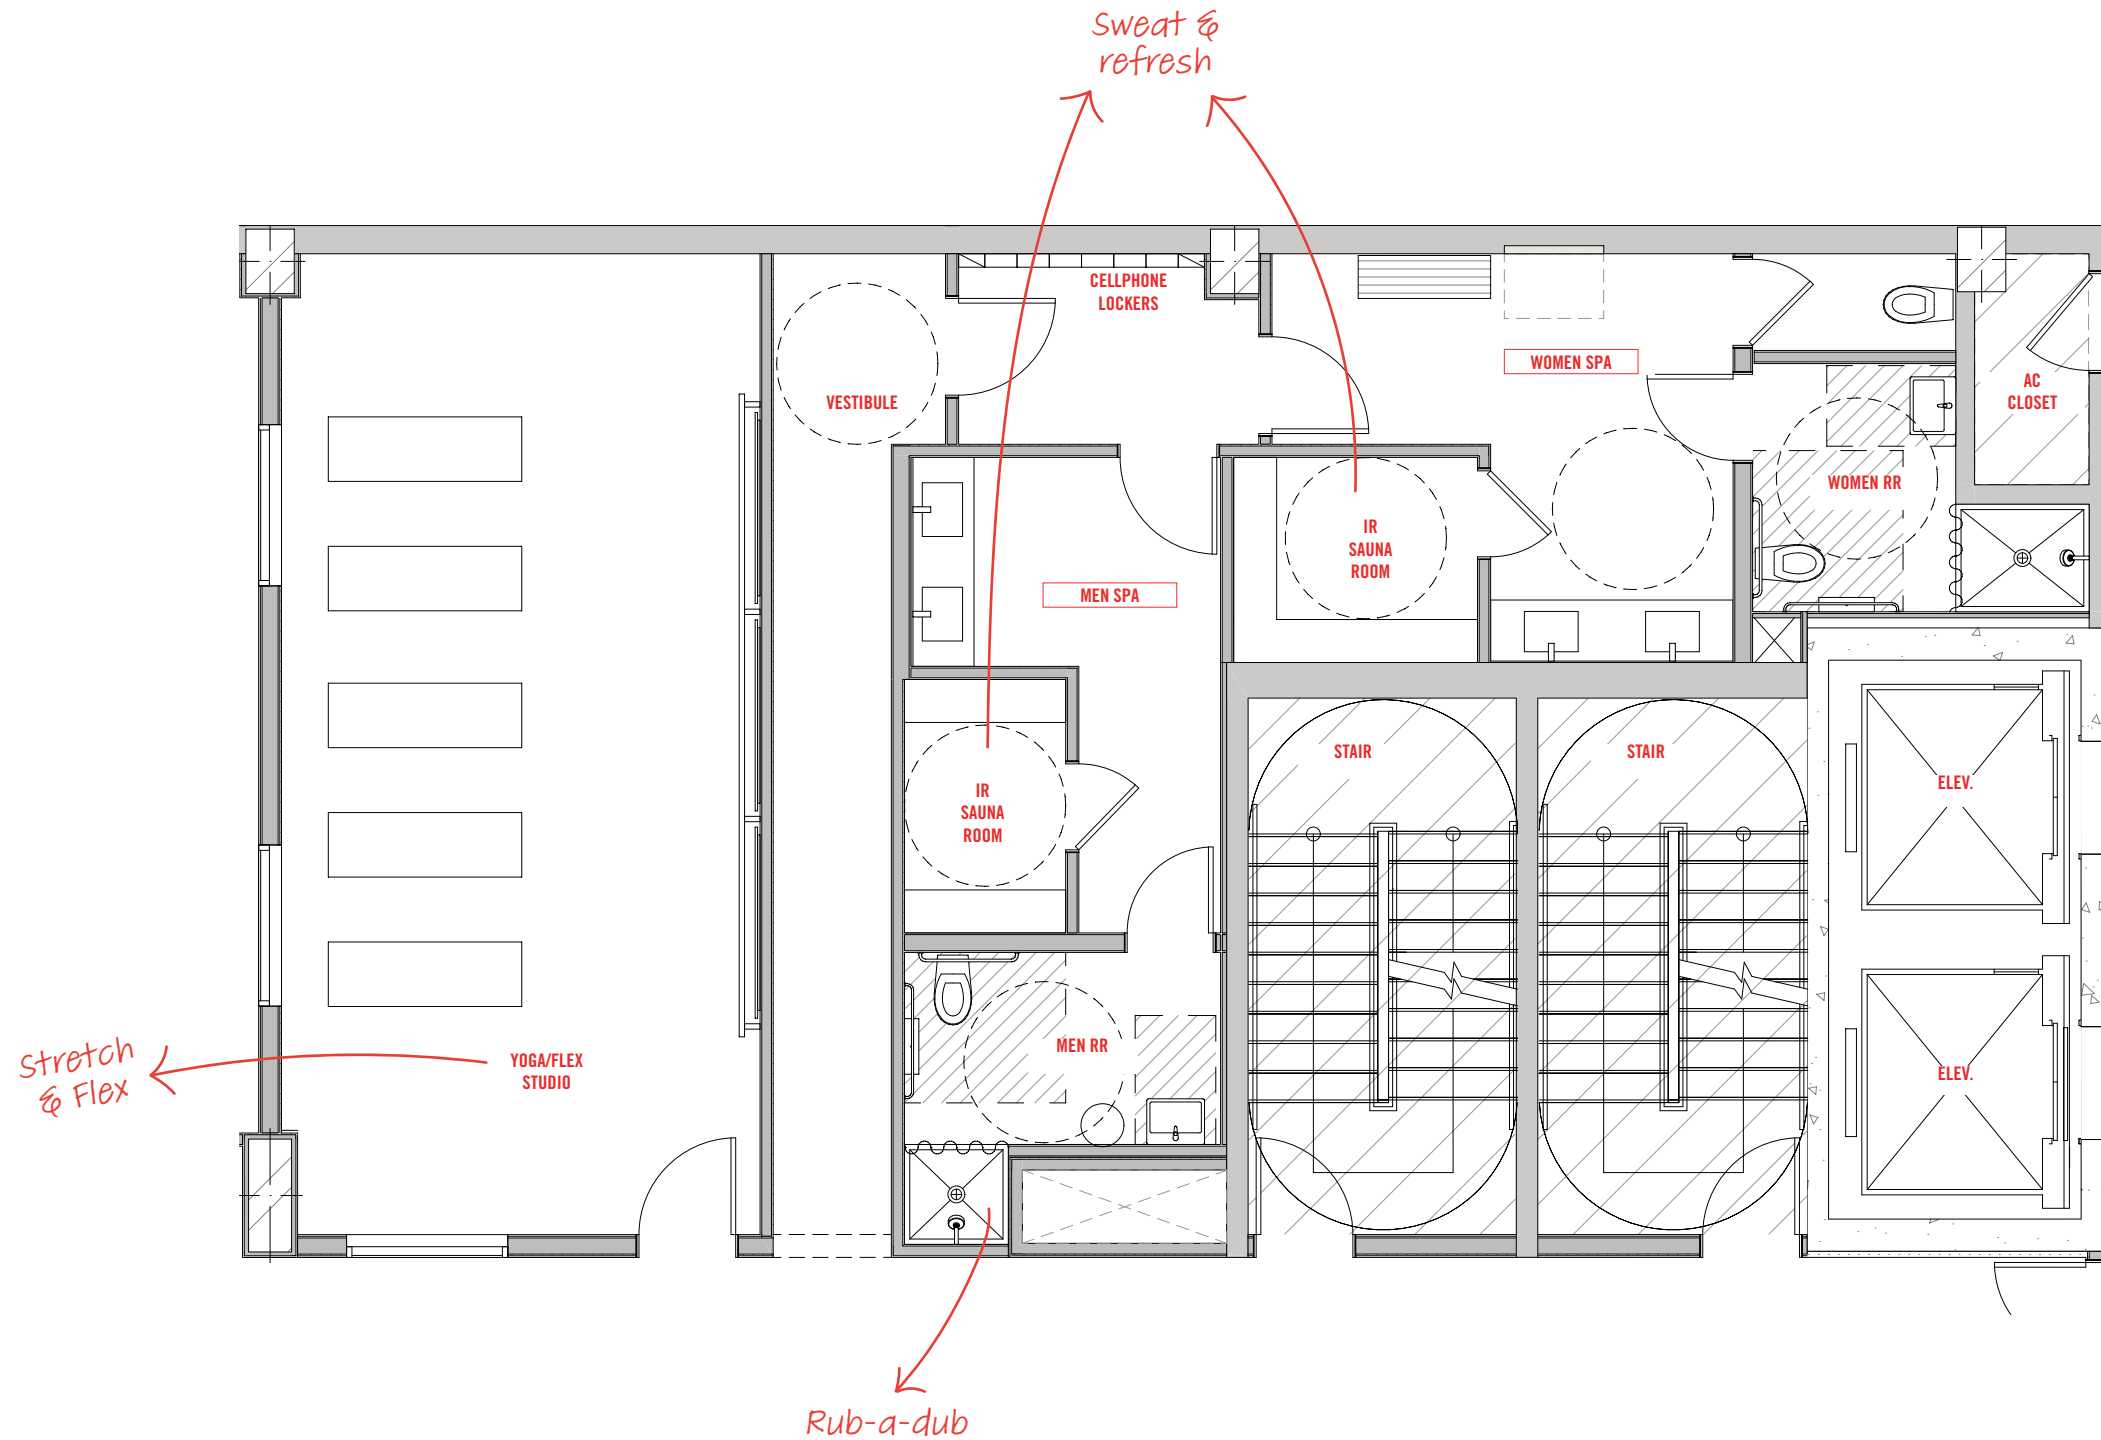 Sweat &
refresh
CELLPHONE
LOCKERS
WOMEN SPA
VESTIBULE
AC
CLOSET
WOMEN RR
IR
SAUNA
ROOM
MEN SPA
STAIR
STAIR
ELEV.
IR
SAUNA
ROOM
MEN RR
ELEV.
Stretch
& Flex
YOGA/FLEX
STUDIO
Rub-a-dub